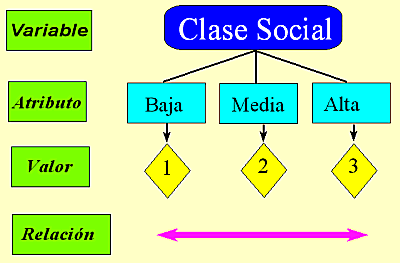 Variable
Clase Social
Atributo
Baja
Media
Alta
Valor
1
2
3
Relación